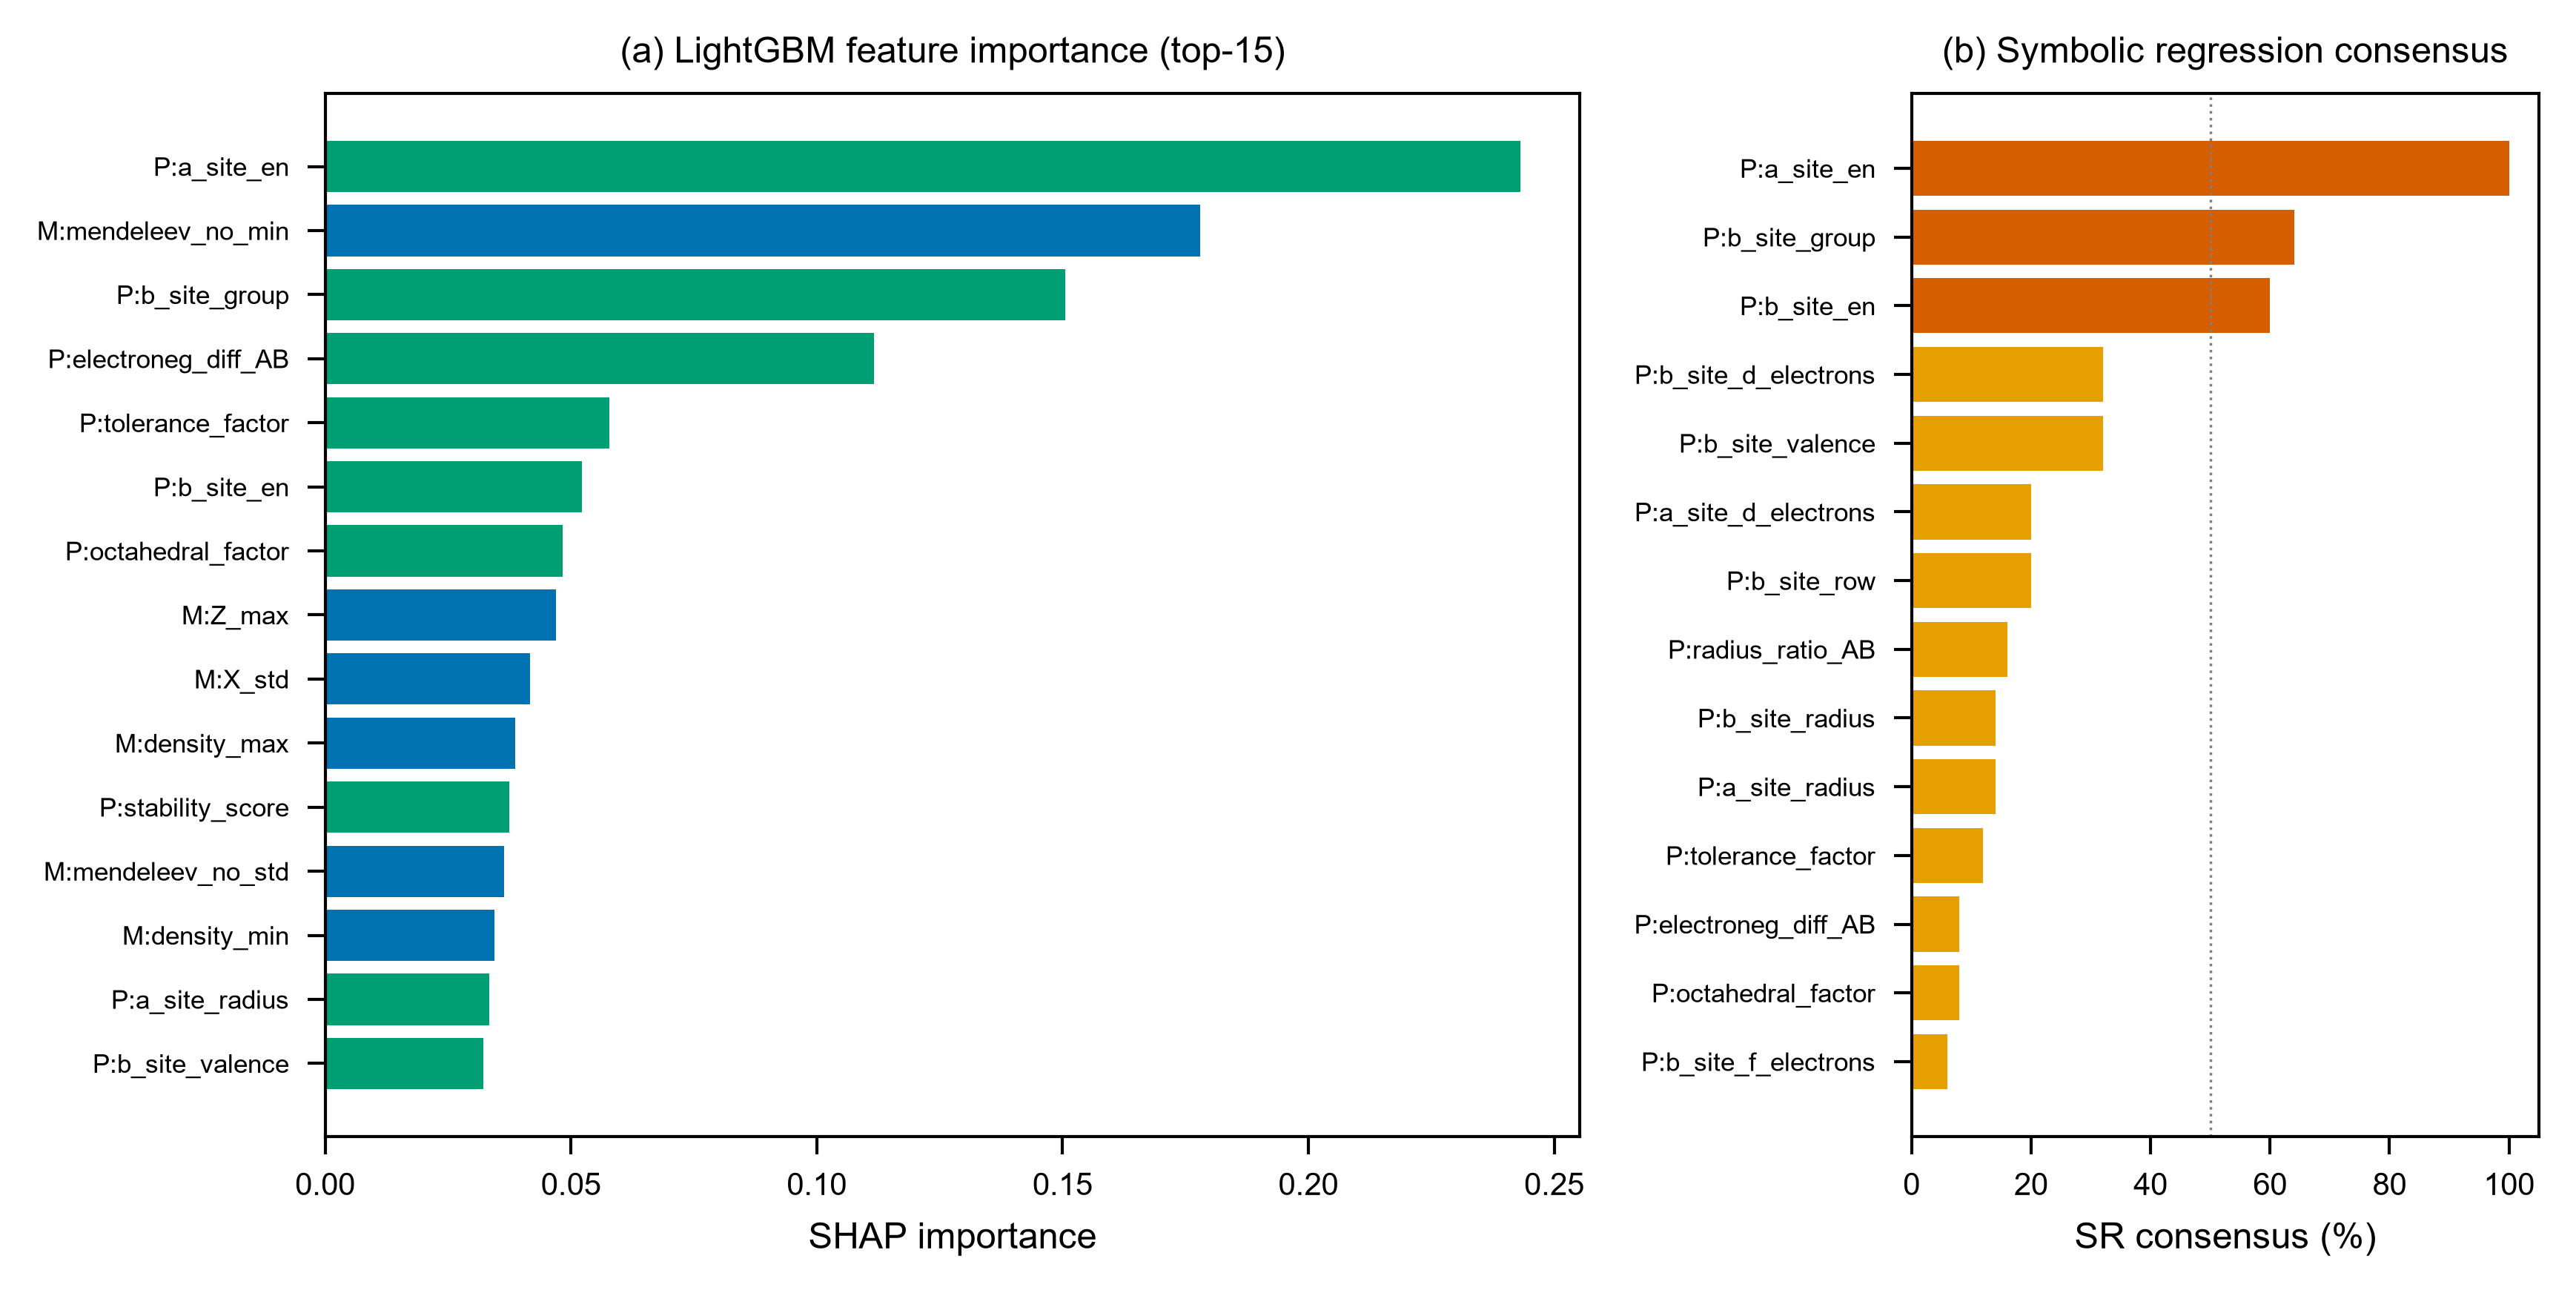 (a) LightGBM feature importance (top-15)
P:a_site_en
M:mendeleev_no_min
P:b_site_group
P:electroneg_diff_AB
P:tolerance_factor
P:b_site_en
P:octahedral_factor
M:Z_max
M:X_std
M:density_max
P:stability_score
M:mendeleev_no_std
M:density_min
P:a_site_radius
P:b_site_valence
0.00 0.05 0.10 0.15 0.20 0.25
SHAP importance
(b) Symbolic regression consensus
P:a_site_en
P:b_site_group
P:b_site_en
P:b_site_d_electrons
P:b_site_valence
P:a_site_d_electrons
P:b_site_row
P:radius_ratio_AB
P:b_site_radius
P:a_site_radius
P:tolerance_factor
P:electroneg_diff_AB
P:octahedral_factor
P:b_site_f_electrons
0 20 40 60 80 100
SR consensus (%)